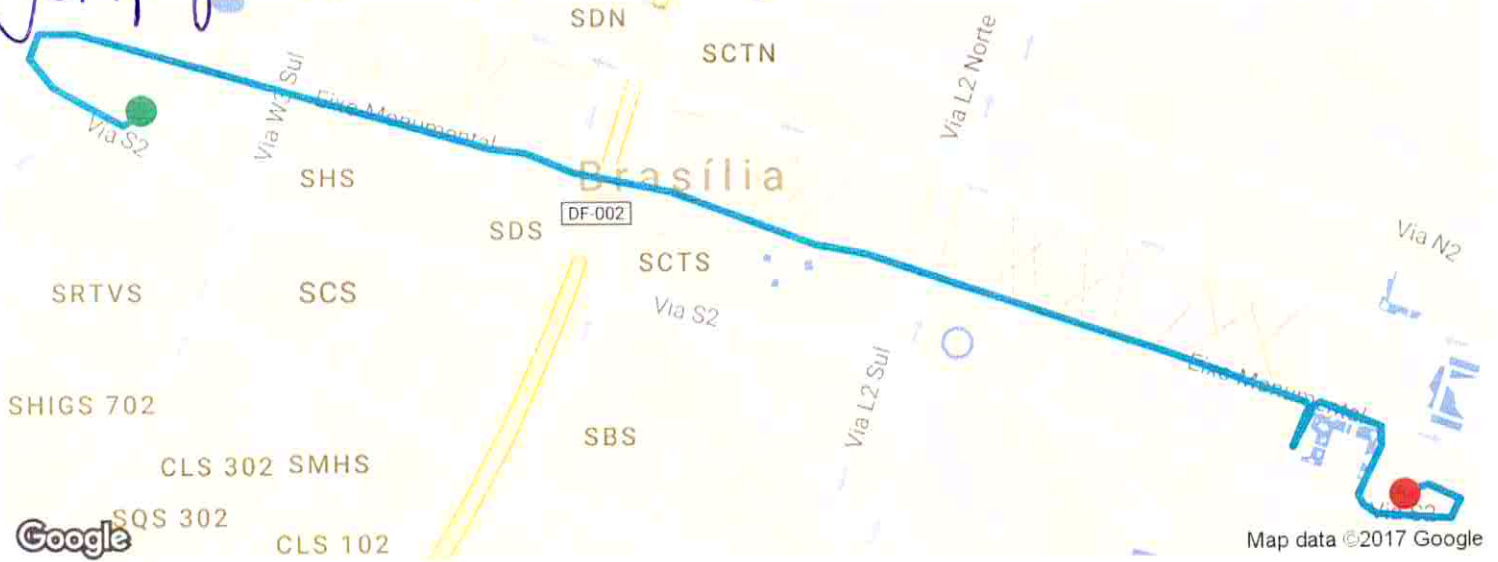 SDN
SCTN
Via L2 Norte
Via W3 Sul
Eixo Monumental
Via S2
Brasília
SHS
DF-002
SDS
SCTS
Via N2
SRTVS
SCS
Via S2
Eixo Monumental
Via L2 Sul
SHIGS 702
SBS
CLS 302
SMHS
Via S2
SQS 302
Google
CLS 102
Map data ©2017 Google